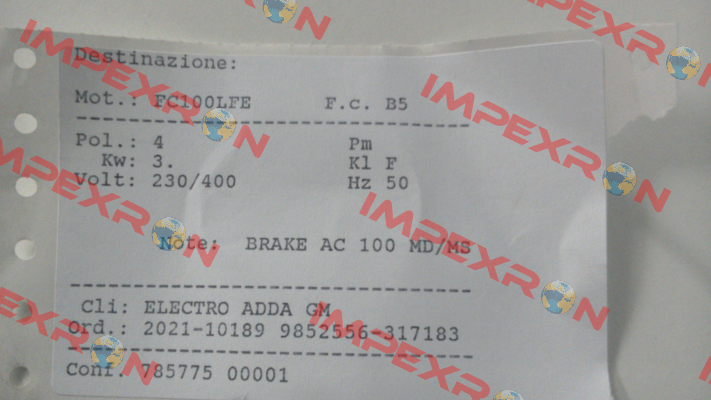 Destinazione:
Mot.: FC100LFE F.c. B5
Pol.: 4 Pm
Kw: 3. Kl F
Volt: 230/400 Hz 50
Note: BRAKE AC 100 MD/MS
Cli: ELECTRO ADDA GM
Ord.: 2021-10189 9852556-317183
Conf. 785775 00001
IMPEXRON
IMPEXRON
IMPEXRON
IMPEXRON
IMPEXRON
IMPEXRON
IMPEXRON
IMPEXRON
IMPEXRON